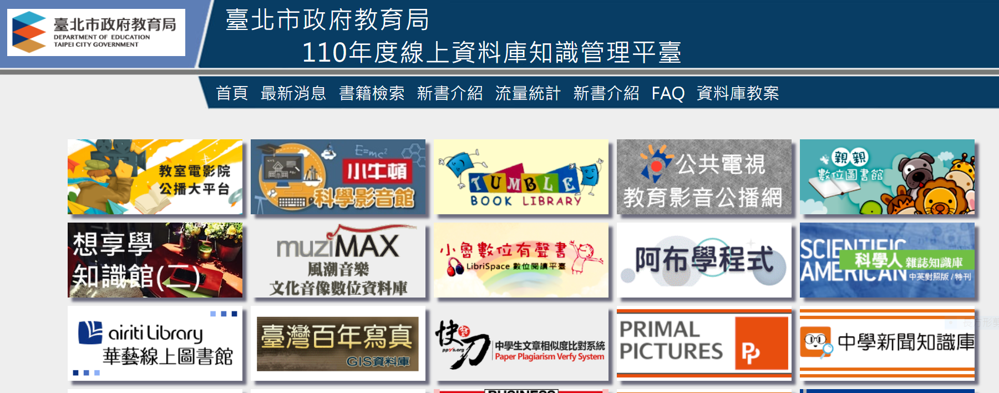 臺北市政府教育局
DEPARTMENT OF EDUCATION
TAIPEI CITY GOVERNMENT
臺北市政府教育局
110年度線上資料庫知識管理平臺
首頁 最新消息 書籍檢索 新書介紹 流量統計 新書介紹 FAQ 資料庫教案
教室電影院
公播大平台
E=mc²
小牛頓
科學影音館
TUMBLE
BOOK LIBRARY
公共電視
教育影音公播網
親親
數位圖書館
想享學
知識館(二)
muziMAX
風潮音樂
文化音像數位資料庫
小魯數位有聲書
LibriSpace 數位閱讀平臺
阿布學程式
SCIENTIFIC
科學人 雜誌知識庫
AMERICAN 中英對照版 / 特刊
airiti Library
華藝線上圖書館
臺灣百年寫真
GIS資料庫
快刀
ppvs.org
中學生文章相似度比對系統
Paper Plagiarism Verfy System
PRIMAL
PICTURES
Pp
中學新聞知識庫
BUSINESS